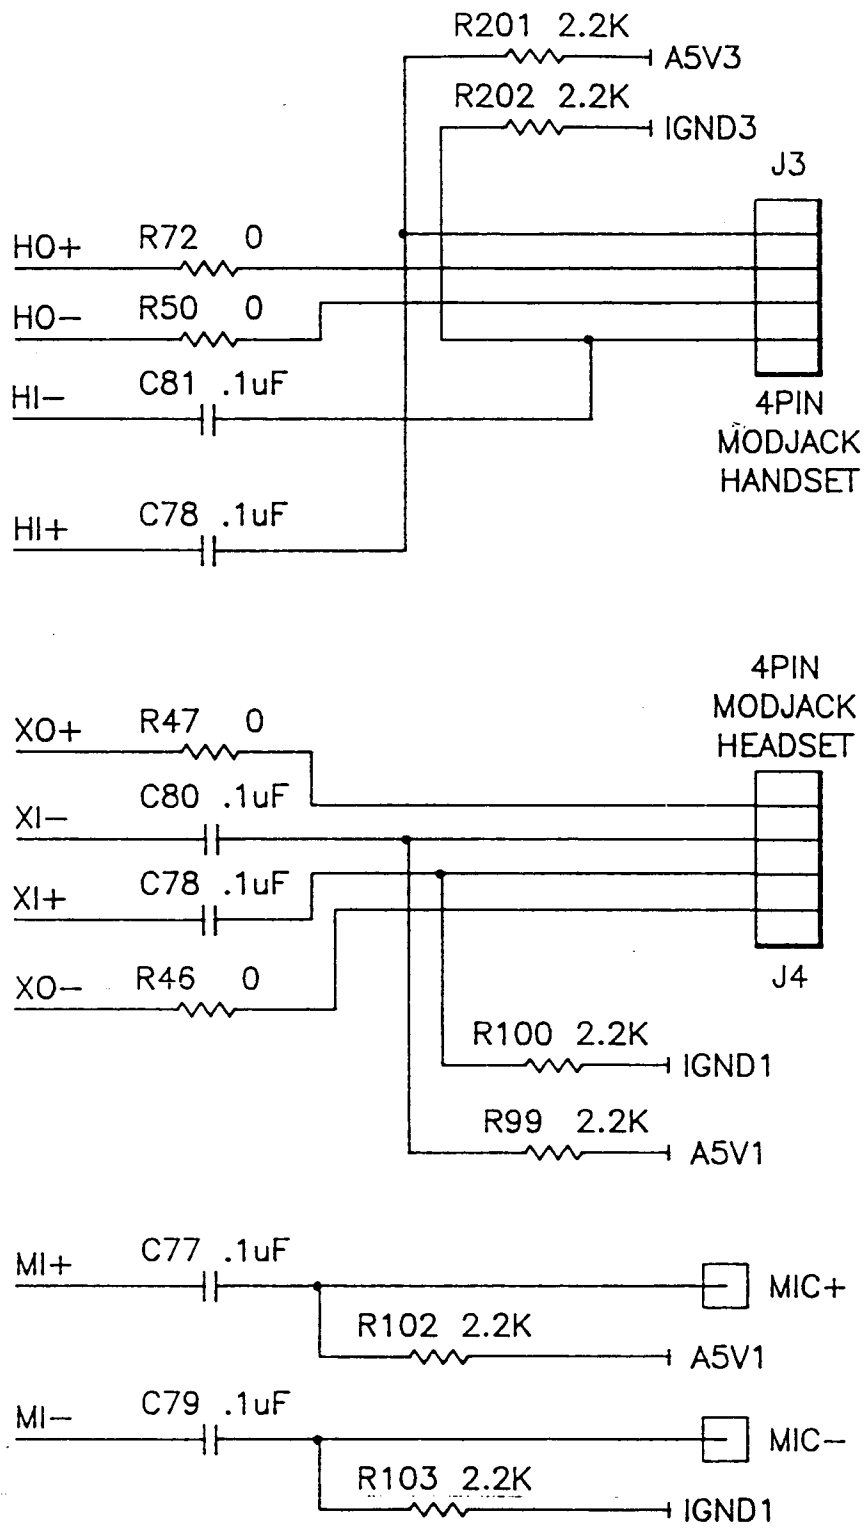 R201 2.2K
A5V3
R202 2.2K
IGND3
J3
HO+
R72 0
HO-
R50 0
HI-
C81 .1uF
4PIN
MODJACK
HANDSET
HI+
C78 .1uF
4PIN
MODJACK
HEADSET
XO+
R47 0
XI-
C80 .1uF
XI+
C78 .1uF
XO-
R46 0
J4
R100 2.2K
IGND1
R99 2.2K
A5V1
MI+
C77 .1uF
MIC+
R102 2.2K
A5V1
MI-
C79 .1uF
MIC-
R103 2.2K
IGND1